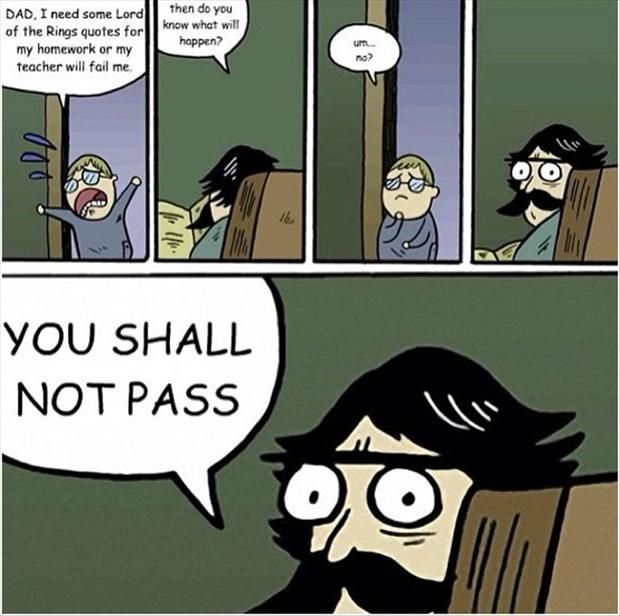 DAD, I need some Lord
of the Rings quotes for
my homework or my
teacher will fail me.
then do you
know what will
happen?
um...
no?
YOU SHALL
NOT PASS